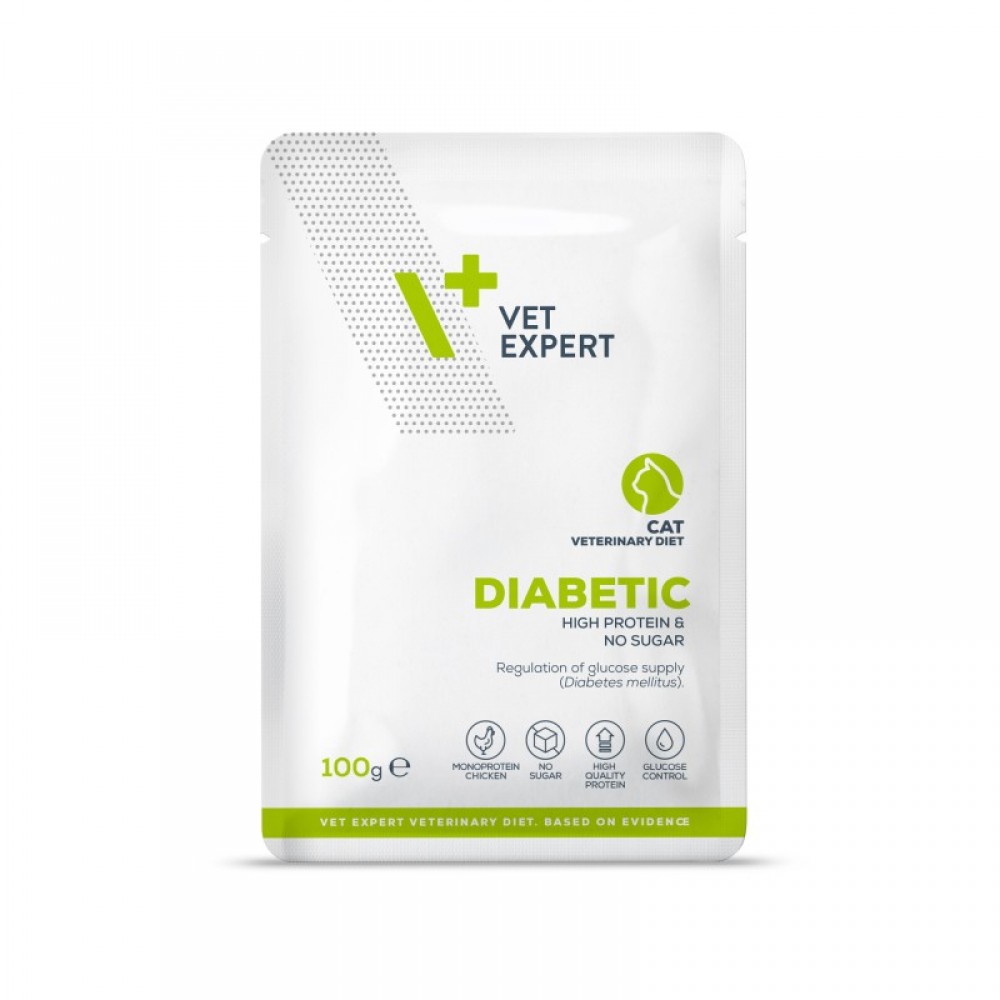 VET
EXPERT
CAT
VETERINARY DIET
DIABETIC
HIGH PROTEIN &
NO SUGAR
Regulation of glucose supply
(Diabetes mellitus).
100g ℮
MONOPROTEIN
CHICKEN
NO
SUGAR
HIGH
QUALITY
PROTEIN
GLUCOSE
CONTROL
VET EXPERT VETERINARY DIET. BASED ON EVIDENCE